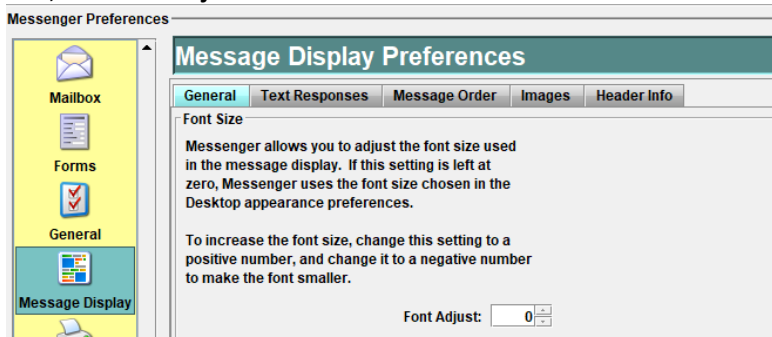 Messenger Preferences
Message Display Preferences
Mailbox
General Text Responses Message Order Images Header Info
Font Size
Messenger allows you to adjust the font size used
in the message display. If this setting is left at
zero, Messenger uses the font size chosen in the
Desktop appearance preferences.
Forms
General
To increase the font size, change this setting to a
positive number, and change it to a negative number
to make the font smaller.
Message Display
Font Adjust: 0